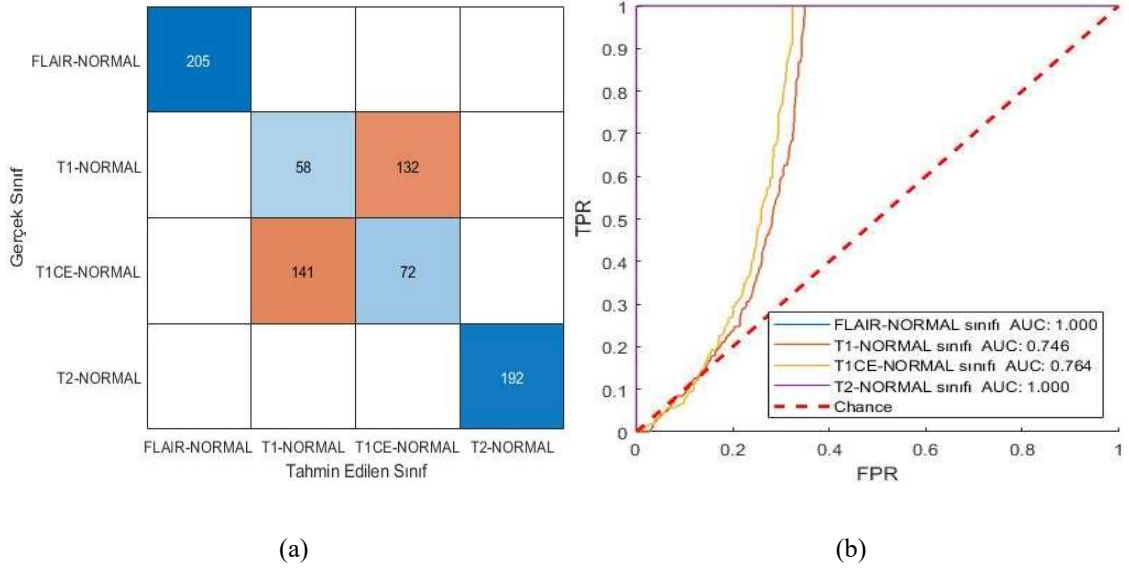 Gerçek Sınıf
FLAIR-NORMAL
T1-NORMAL
T1CE-NORMAL
T2-NORMAL
205
58
132
141
72
192
FLAIR-NORMAL T1-NORMAL T1CE-NORMAL T2-NORMAL
Tahmin Edilen Sınıf
(a)
TPR
1
0.9
0.8
0.7
0.6
0.5
0.4
0.3
0.2
0.1
0
FLAIR-NORMAL sınıfı AUC: 1.000
T1-NORMAL sınıfı AUC: 0.746
T1CE-NORMAL sınıfı AUC: 0.764
T2-NORMAL sınıfı AUC: 1.000
Chance
0 0.2 0.4 0.6 0.8 1
FPR
(b)